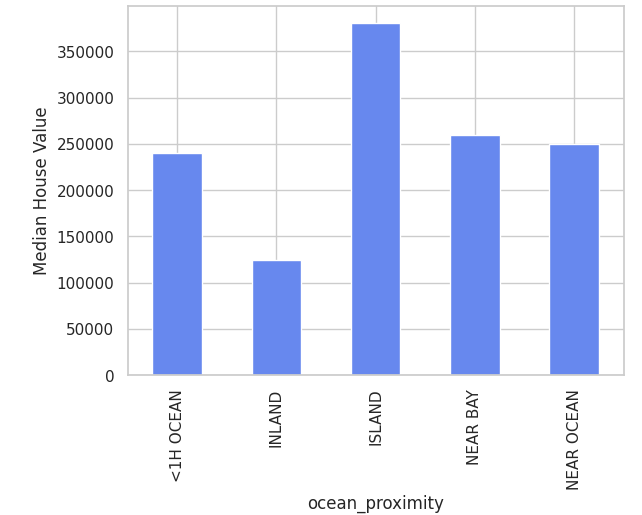 350000
300000
250000
200000
150000
100000
50000
0
Median House Value
<1H OCEAN
INLAND
ISLAND
NEAR BAY
NEAR OCEAN
ocean_proximity